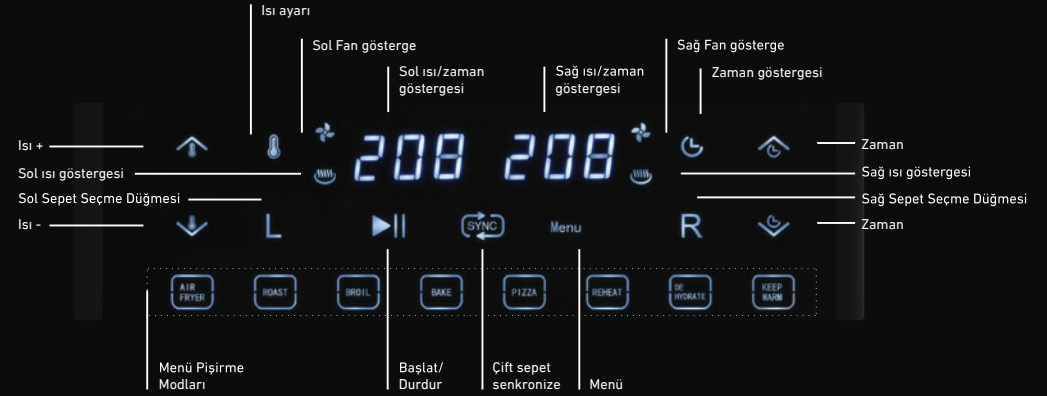 Isı ayarı
Sol Fan gösterge
Sağ Fan gösterge
Sol ısı/zaman
göstergesi
Sağ ısı/zaman
göstergesi
Zaman göstergesi
Isı +
208
208
Zaman
Sol ısı göstergesi
Sağ ısı göstergesi
Sol Sepet Seçme Düğmesi
Sağ Sepet Seçme Düğmesi
Isı -
L
SYNC
Menu
R
Zaman
AIR
FRYER
ROAST
BROIL
BAKE
PIZZA
REHEAT
DE
HYDRATE
KEEP
WARM
Menü Pişirme
Modları
Başlat/
Durdur
Çift sepet
senkronize
Menü